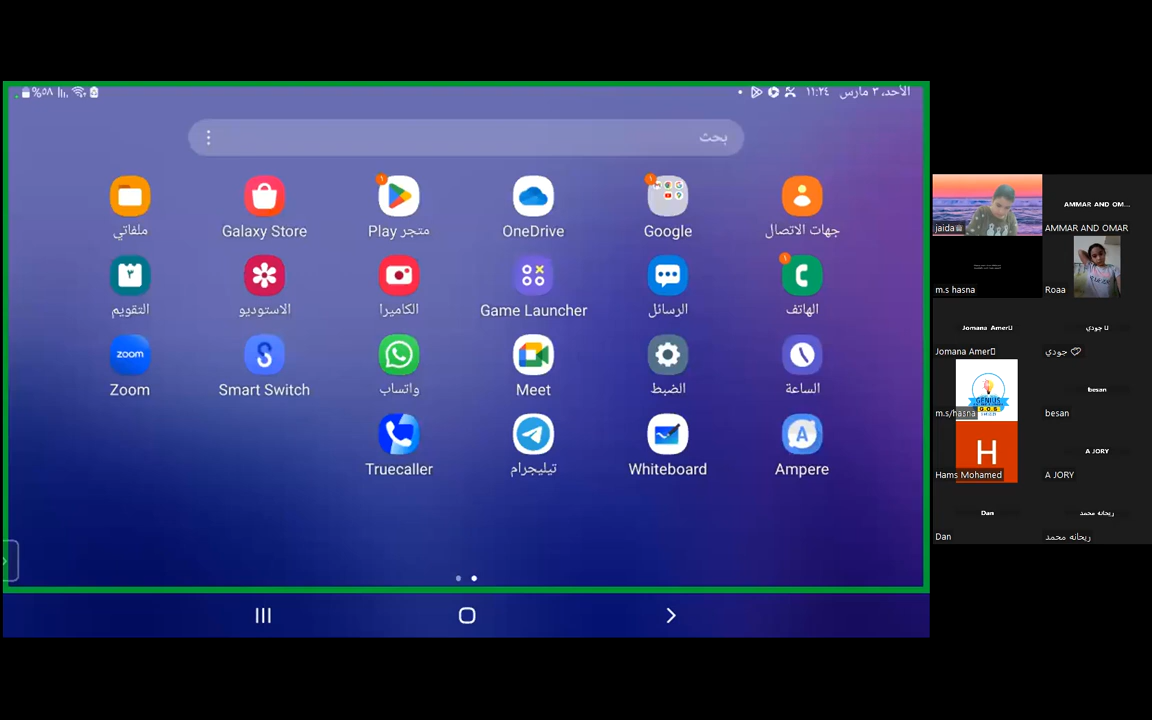 الأحد، ٣ مارس ١١:٢٤
%٥٨
بحث
جهات الاتصال
Google
OneDrive
متجر Play
Galaxy Store
ملفاتي
الهاتف
الرسائل
Game Launcher
الكاميرا
الاستوديو
التقويم
الساعة
الضبط
Meet
واتساب
Smart Switch
Zoom
Ampere
Whiteboard
تيليجرام
Truecaller
jaida
AMMAR AND OM...
AMMAR AND OMAR
m.s hasna
Roaa
Jomana Amer
Jomana Amer
جودي
جودي
m.s/hasna
GENIUS
G.O.S
besan
besan
H
Hams Mohamed
A JORY
A JORY
Dan
Dan
ريحانه محمد
ريحانه محمد